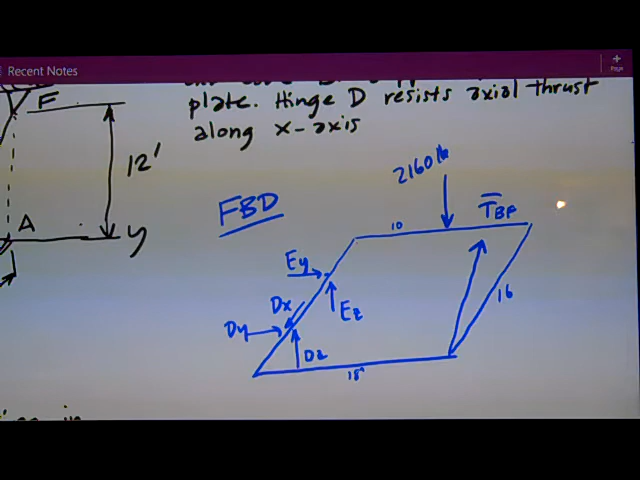 Recent Notes
+
Page
plate. Hinge D resists axial thrust
along x-axis
F
12'
A
y
FBD
2160 lb
10
T̅BF
Ey
Ez
Dx
Dy
Dz
16
18"